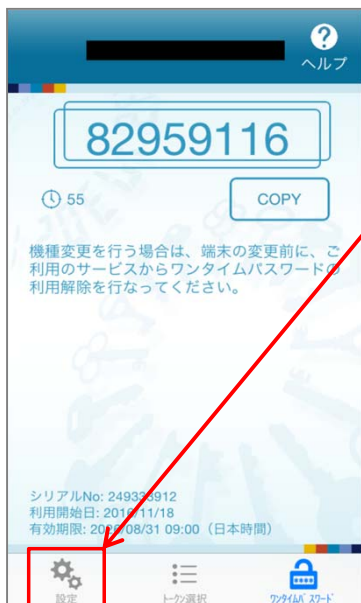 ヘルプ
82959116
55
COPY
機種変更を行う場合は、端末の変更前に、ご
利用のサービスからワンタイムパスワードの
利用解除を行なってください。
シリアルNo:
利用開始日: 2016/11/18
有効期限: 08/31 09:00（日本時間）
設定
トークン選択
ワンタイムパスワード